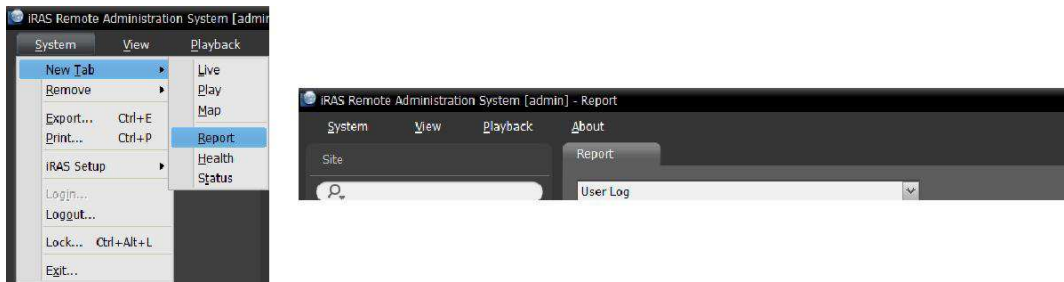 iRAS Remote Administration System [admin
System View Playback
New Tab
Remove
Export... Ctrl+E
Print... Ctrl+P
iRAS Setup
Login...
Logout...
Lock... Ctrl+Alt+L
Exit...
Live
Play
Map
Report
Health
Status
iRAS Remote Administration System [admin] - Report
System View Playback About
Site
Report
User Log